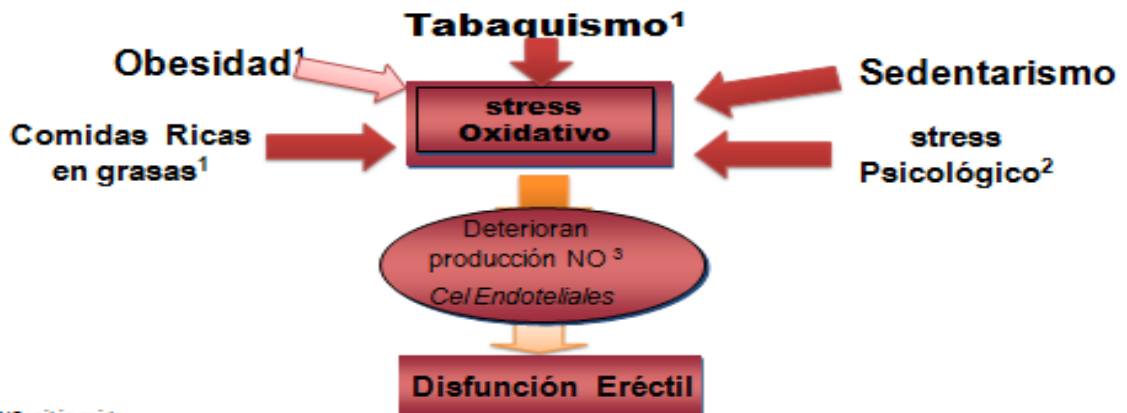 Tabaquismo¹
Obesidad¹
Sedentarismo
stress
Oxidativo
Comidas Ricas
en grasas¹
stress
Psicológico²
Deterioran
producción NO ³
Cel Endoteliales
Disfunción Eréctil